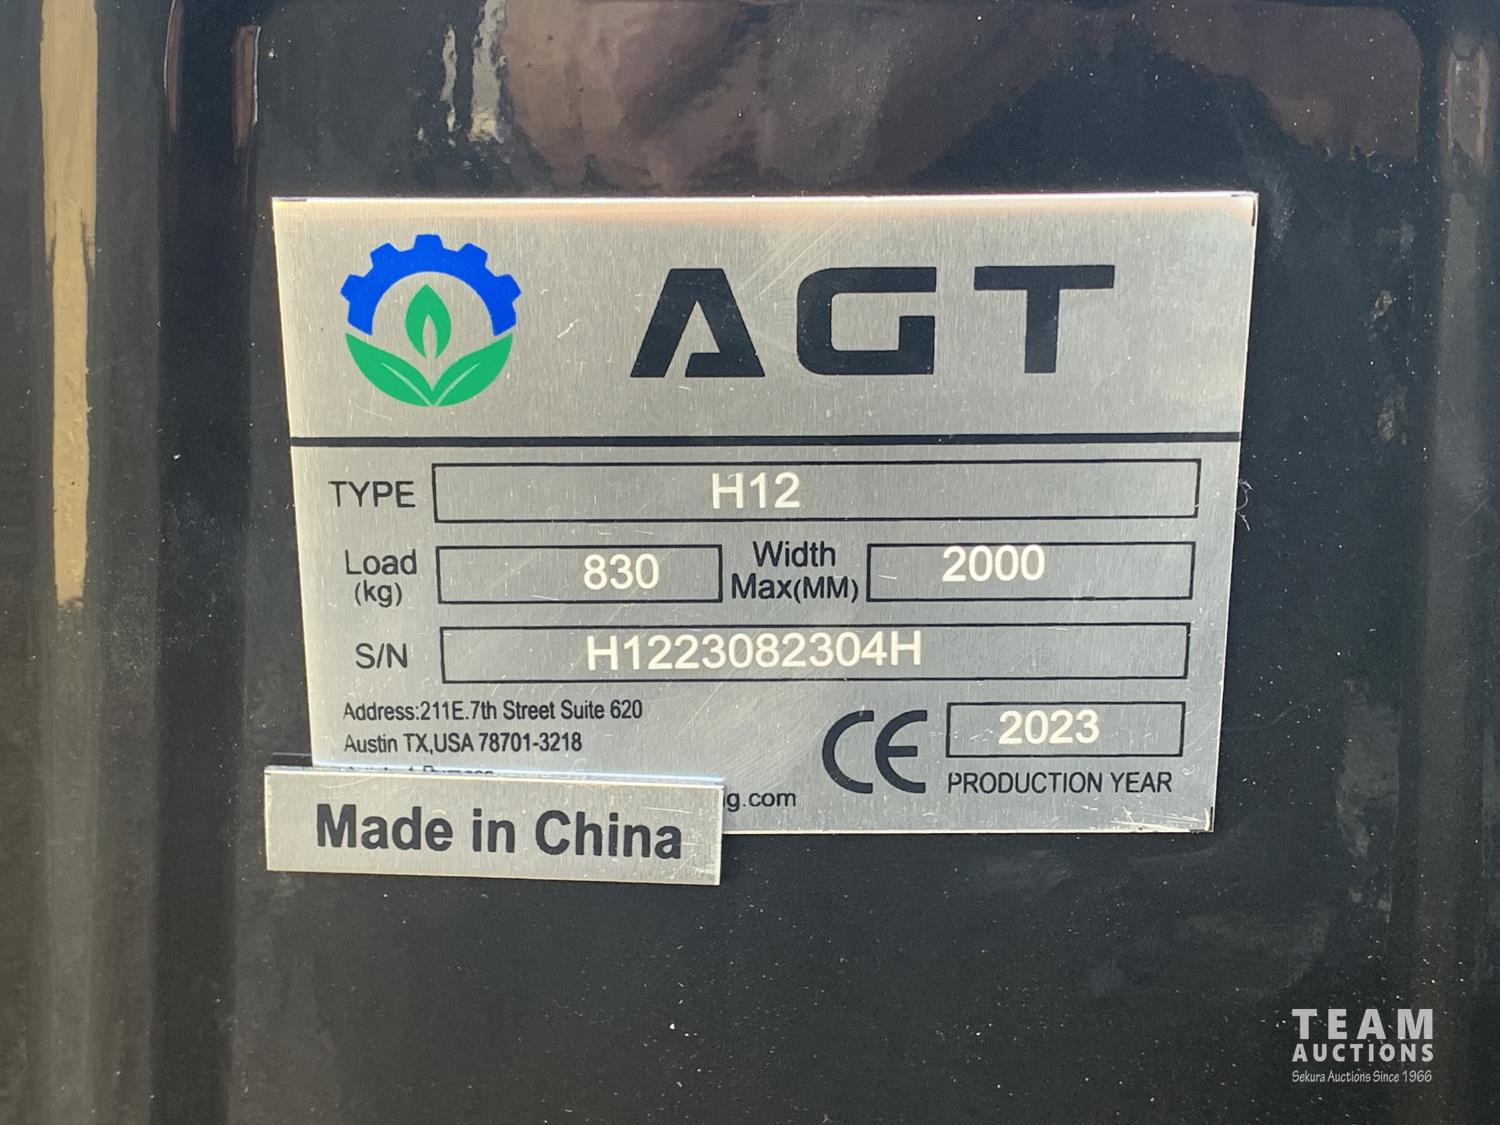 AGT
TYPE H12
Load (kg) 830 Width Max(MM) 2000
S/N H1223082304H
Address:211E.7th Street Suite 620
Austin TX,USA 78701-3218
g.com
CE 2023
PRODUCTION YEAR
Made in China
TEAM
AUCTIONS
Sekura Auctions Since 1966